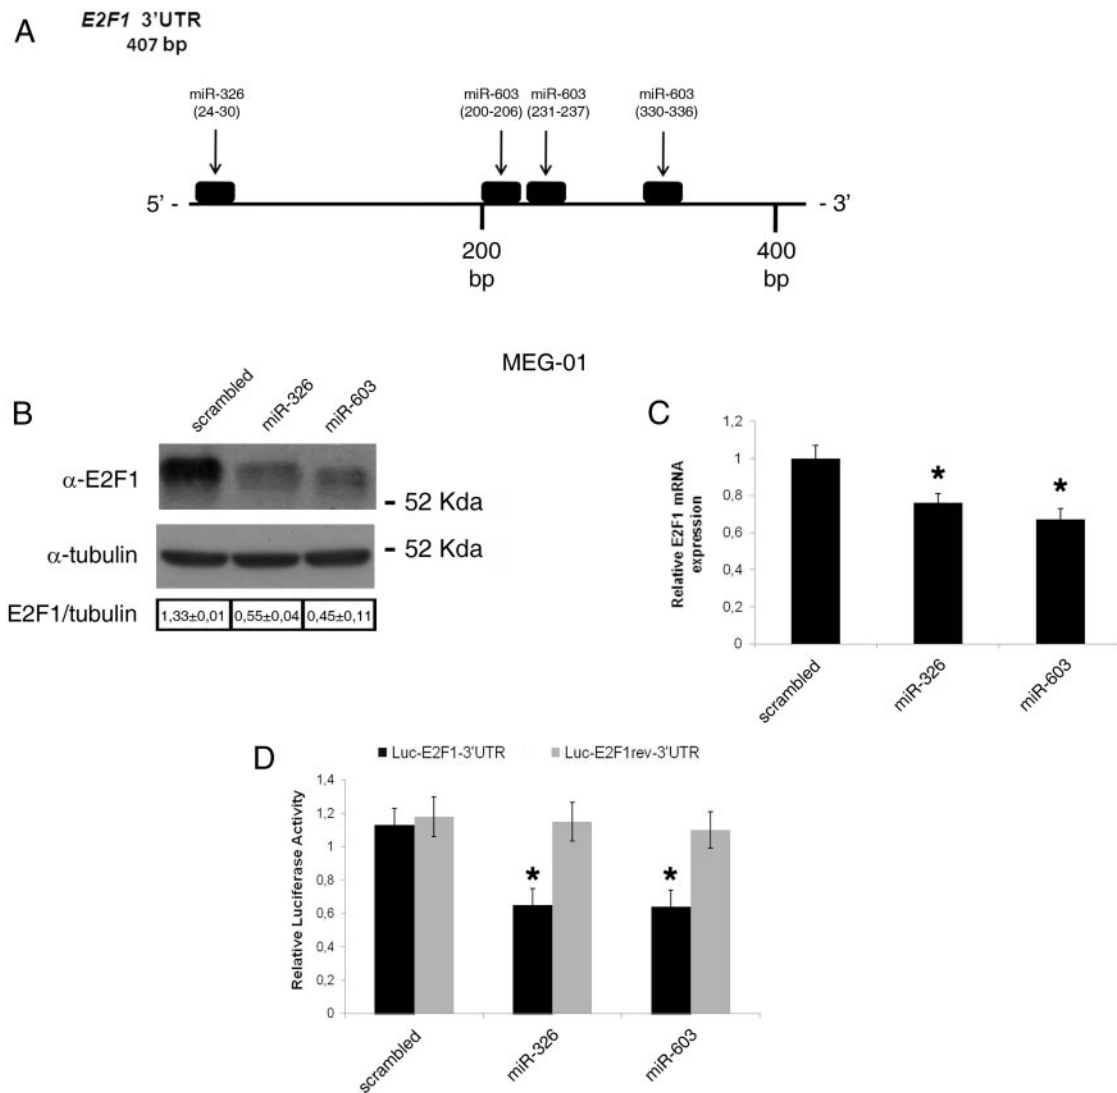 A
E2F1 3'UTR
407 bp
miR-326
(24-30)
miR-603
(200-206)
miR-603
(231-237)
miR-603
(330-336)
5' -
- 3'
200
bp
400
bp
MEG-01
B
scrambled
miR-326
miR-603
α-E2F1
- 52 Kda
α-tubulin
- 52 Kda
E2F1/tubulin
1,33±0,01
0,55±0,04
0,45±0,11
C
Relative E2F1 mRNA
expression
1,2
1
0,8
0,6
0,4
0,2
0
*
*
scrambled
miR-326
miR-603
D
Luc-E2F1-3'UTR
Luc-E2F1rev-3'UTR
Relative Luciferase Activity
1,4
1,2
1
0,8
0,6
0,4
0,2
0
*
*
scrambled
miR-326
miR-603